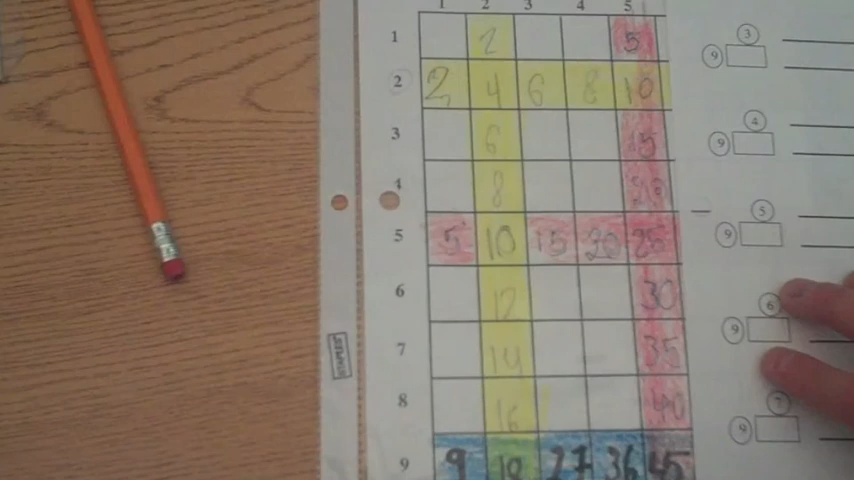 1 2 3 4 5
1 2 5 3
9
2 2 4 6 8 10
3 6 15 4
9
4 8 20
5 5 10 15 20 25 5
9
6 12 30 6
9
7 14 35
STAPLES
8 16 40 7
9
9 9 18 27 36 45